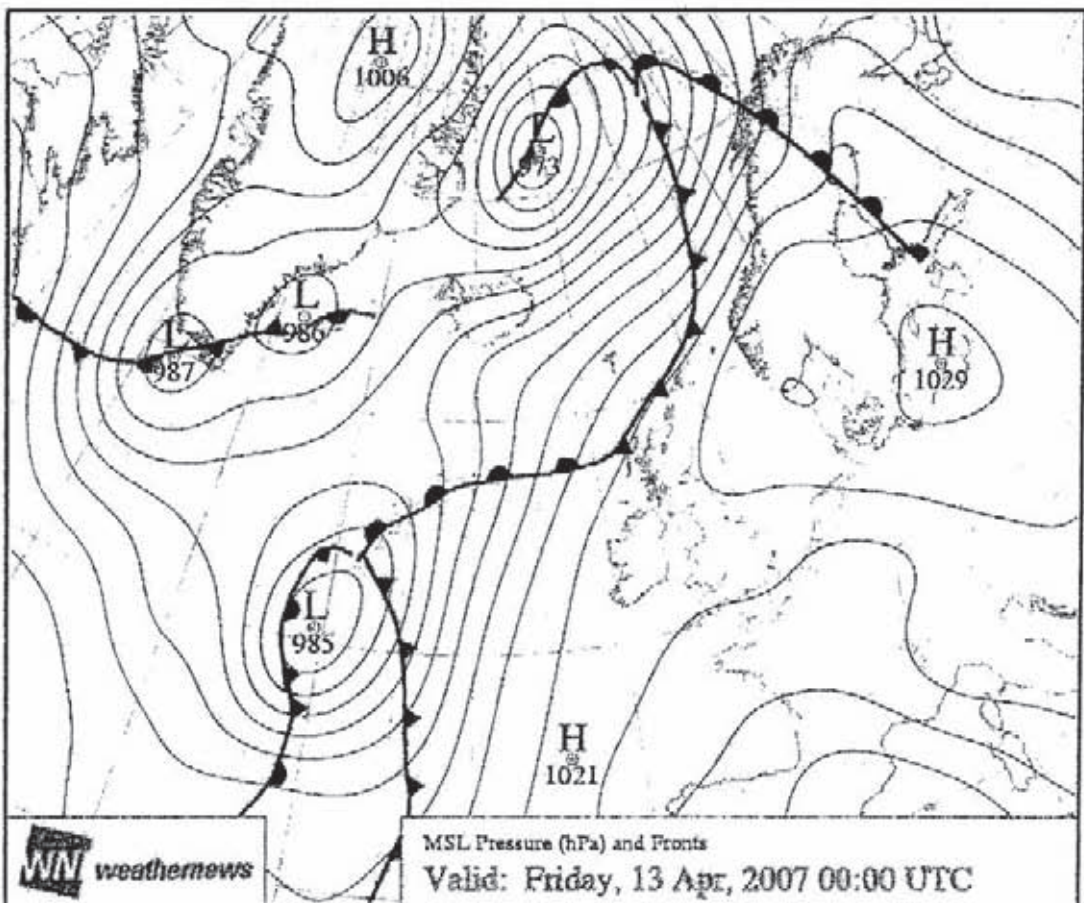 H
1006
L
973
L
986
L
987
H
1029
L
985
H
1021
WN weathernews
MSL Pressure (hPa) and Fronts
Valid: Friday, 13 Apr, 2007 00:00 UTC